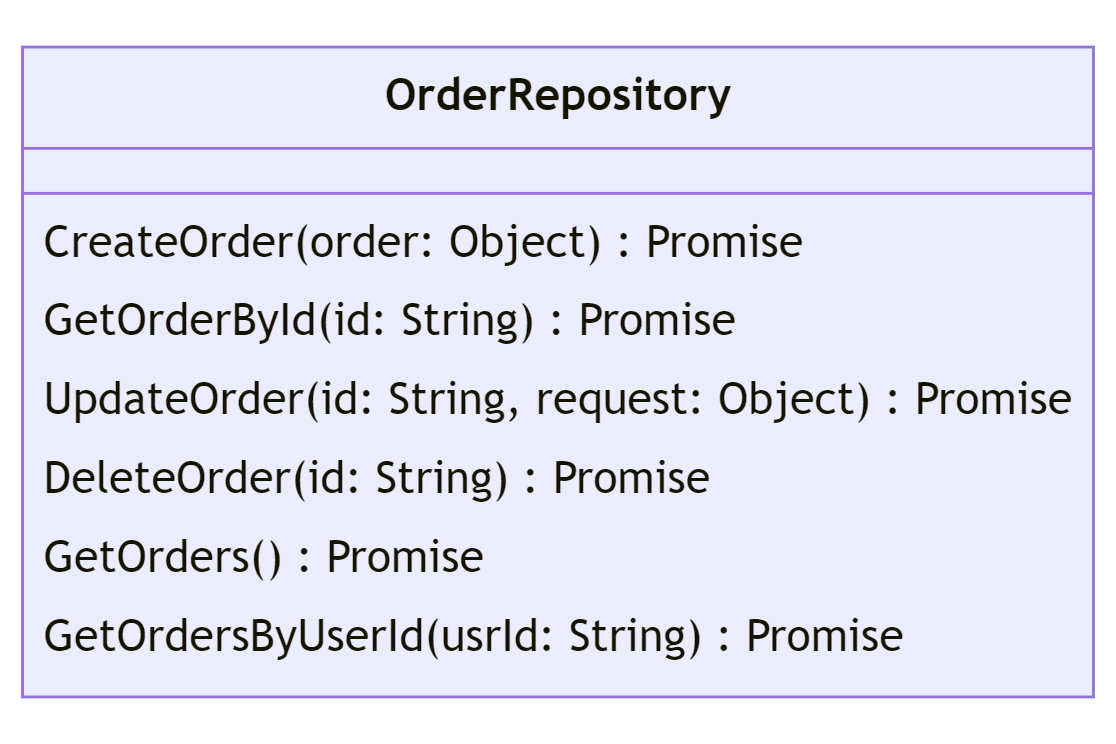 OrderRepository
CreateOrder(order: Object) : Promise
GetOrderById(id: String) : Promise
UpdateOrder(id: String, request: Object) : Promise
DeleteOrder(id: String) : Promise
GetOrders() : Promise
GetOrdersByUserId(usrId: String) : Promise